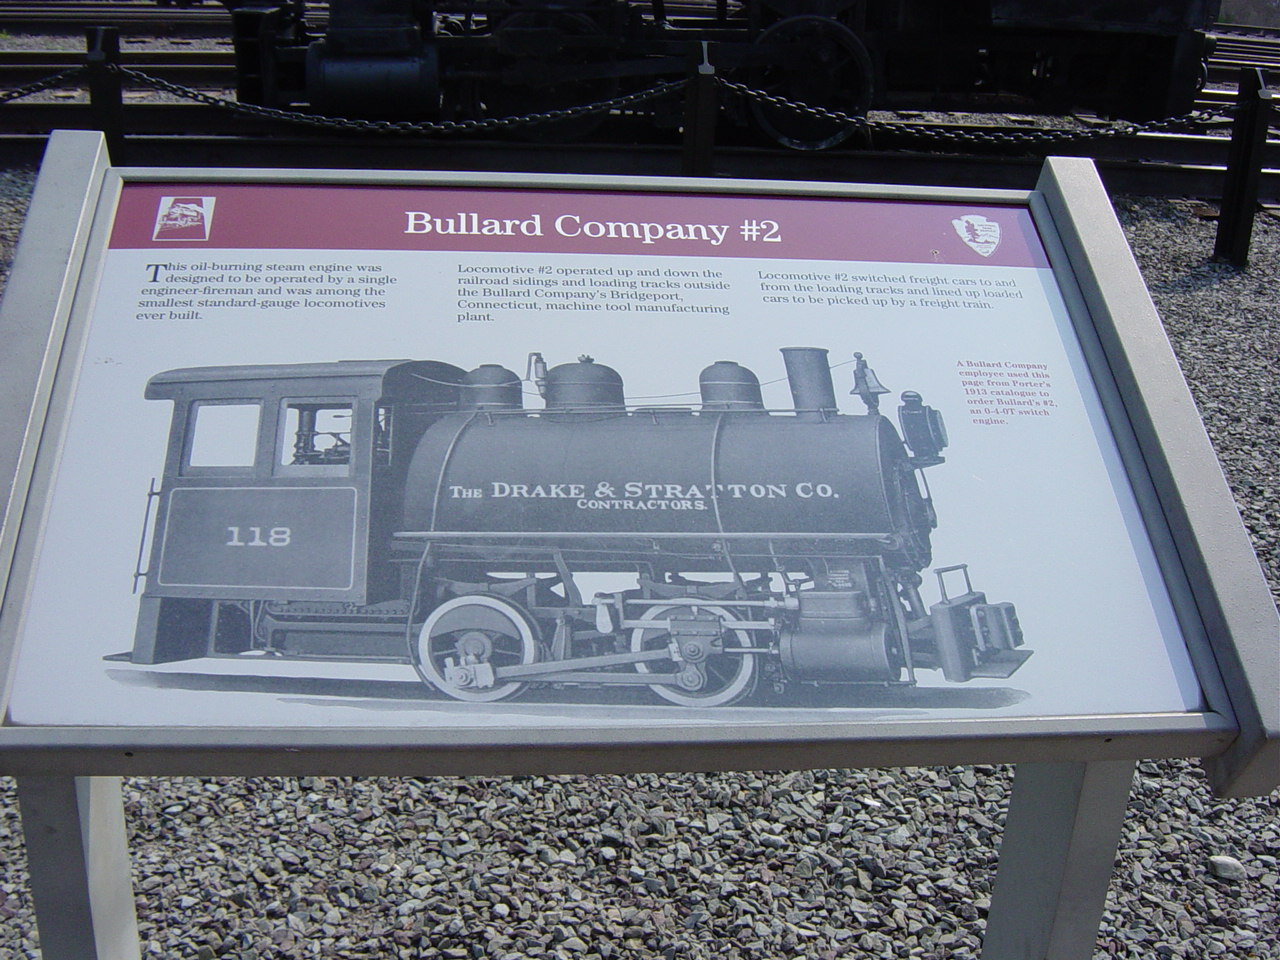 Bullard Company #2
This oil-burning steam engine was
designed to be operated by a single
engineer-fireman and was among the
smallest standard-gauge locomotives
ever built.
Locomotive #2 operated up and down the
railroad sidings and loading tracks outside
the Bullard Company's Bridgeport,
Connecticut, machine tool manufacturing
plant.
Locomotive #2 switched freight cars to and
from the loading tracks and lined up loaded
cars to be picked up by a freight train.
A Bullard Company
employee used this
page from Porter's
1913 catalogue to
order Bullard's #2,
an 0-4-0T switch
engine.
THE DRAKE & STRATTON CO.
CONTRACTORS.
118